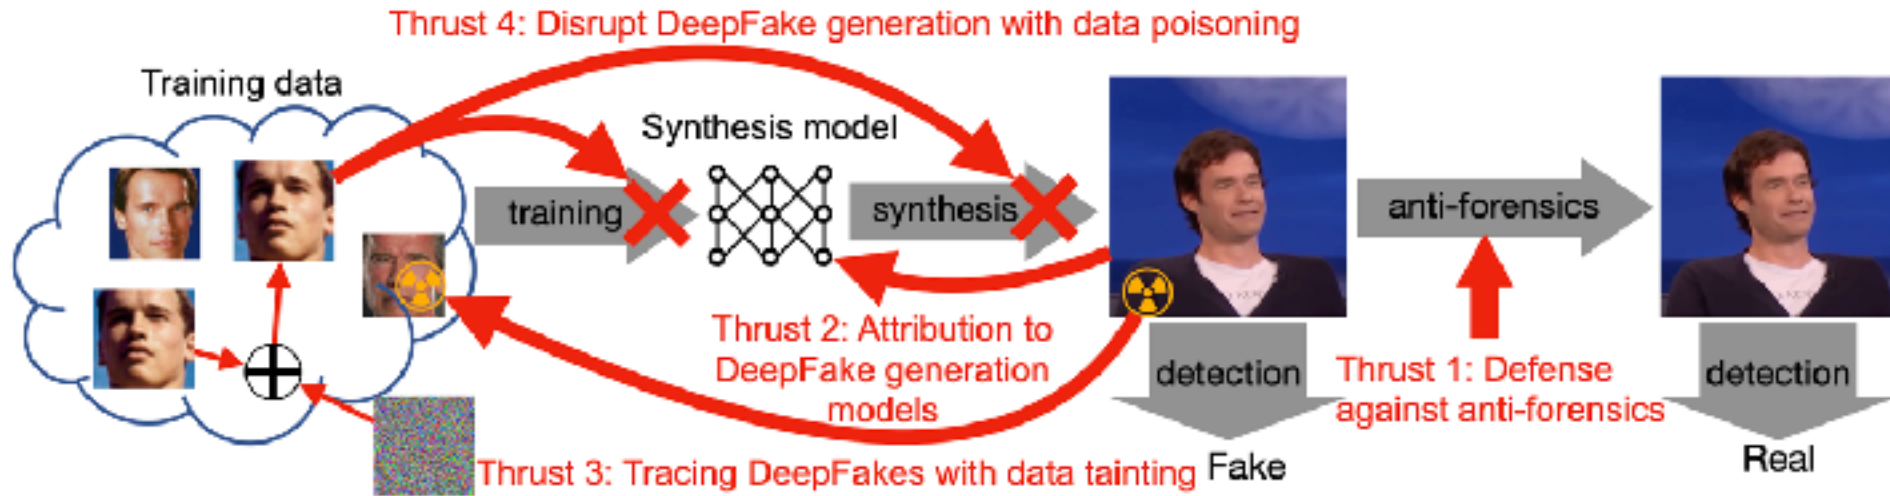 Thrust 4: Disrupt DeepFake generation with data poisoning
Training data
Synthesis model
training
synthesis
anti-forensics
Thrust 2: Attribution to
DeepFake generation
models
detection
Thrust 1: Defense
against anti-forensics
detection
Thrust 3: Tracing DeepFakes with data tainting
Fake
Real